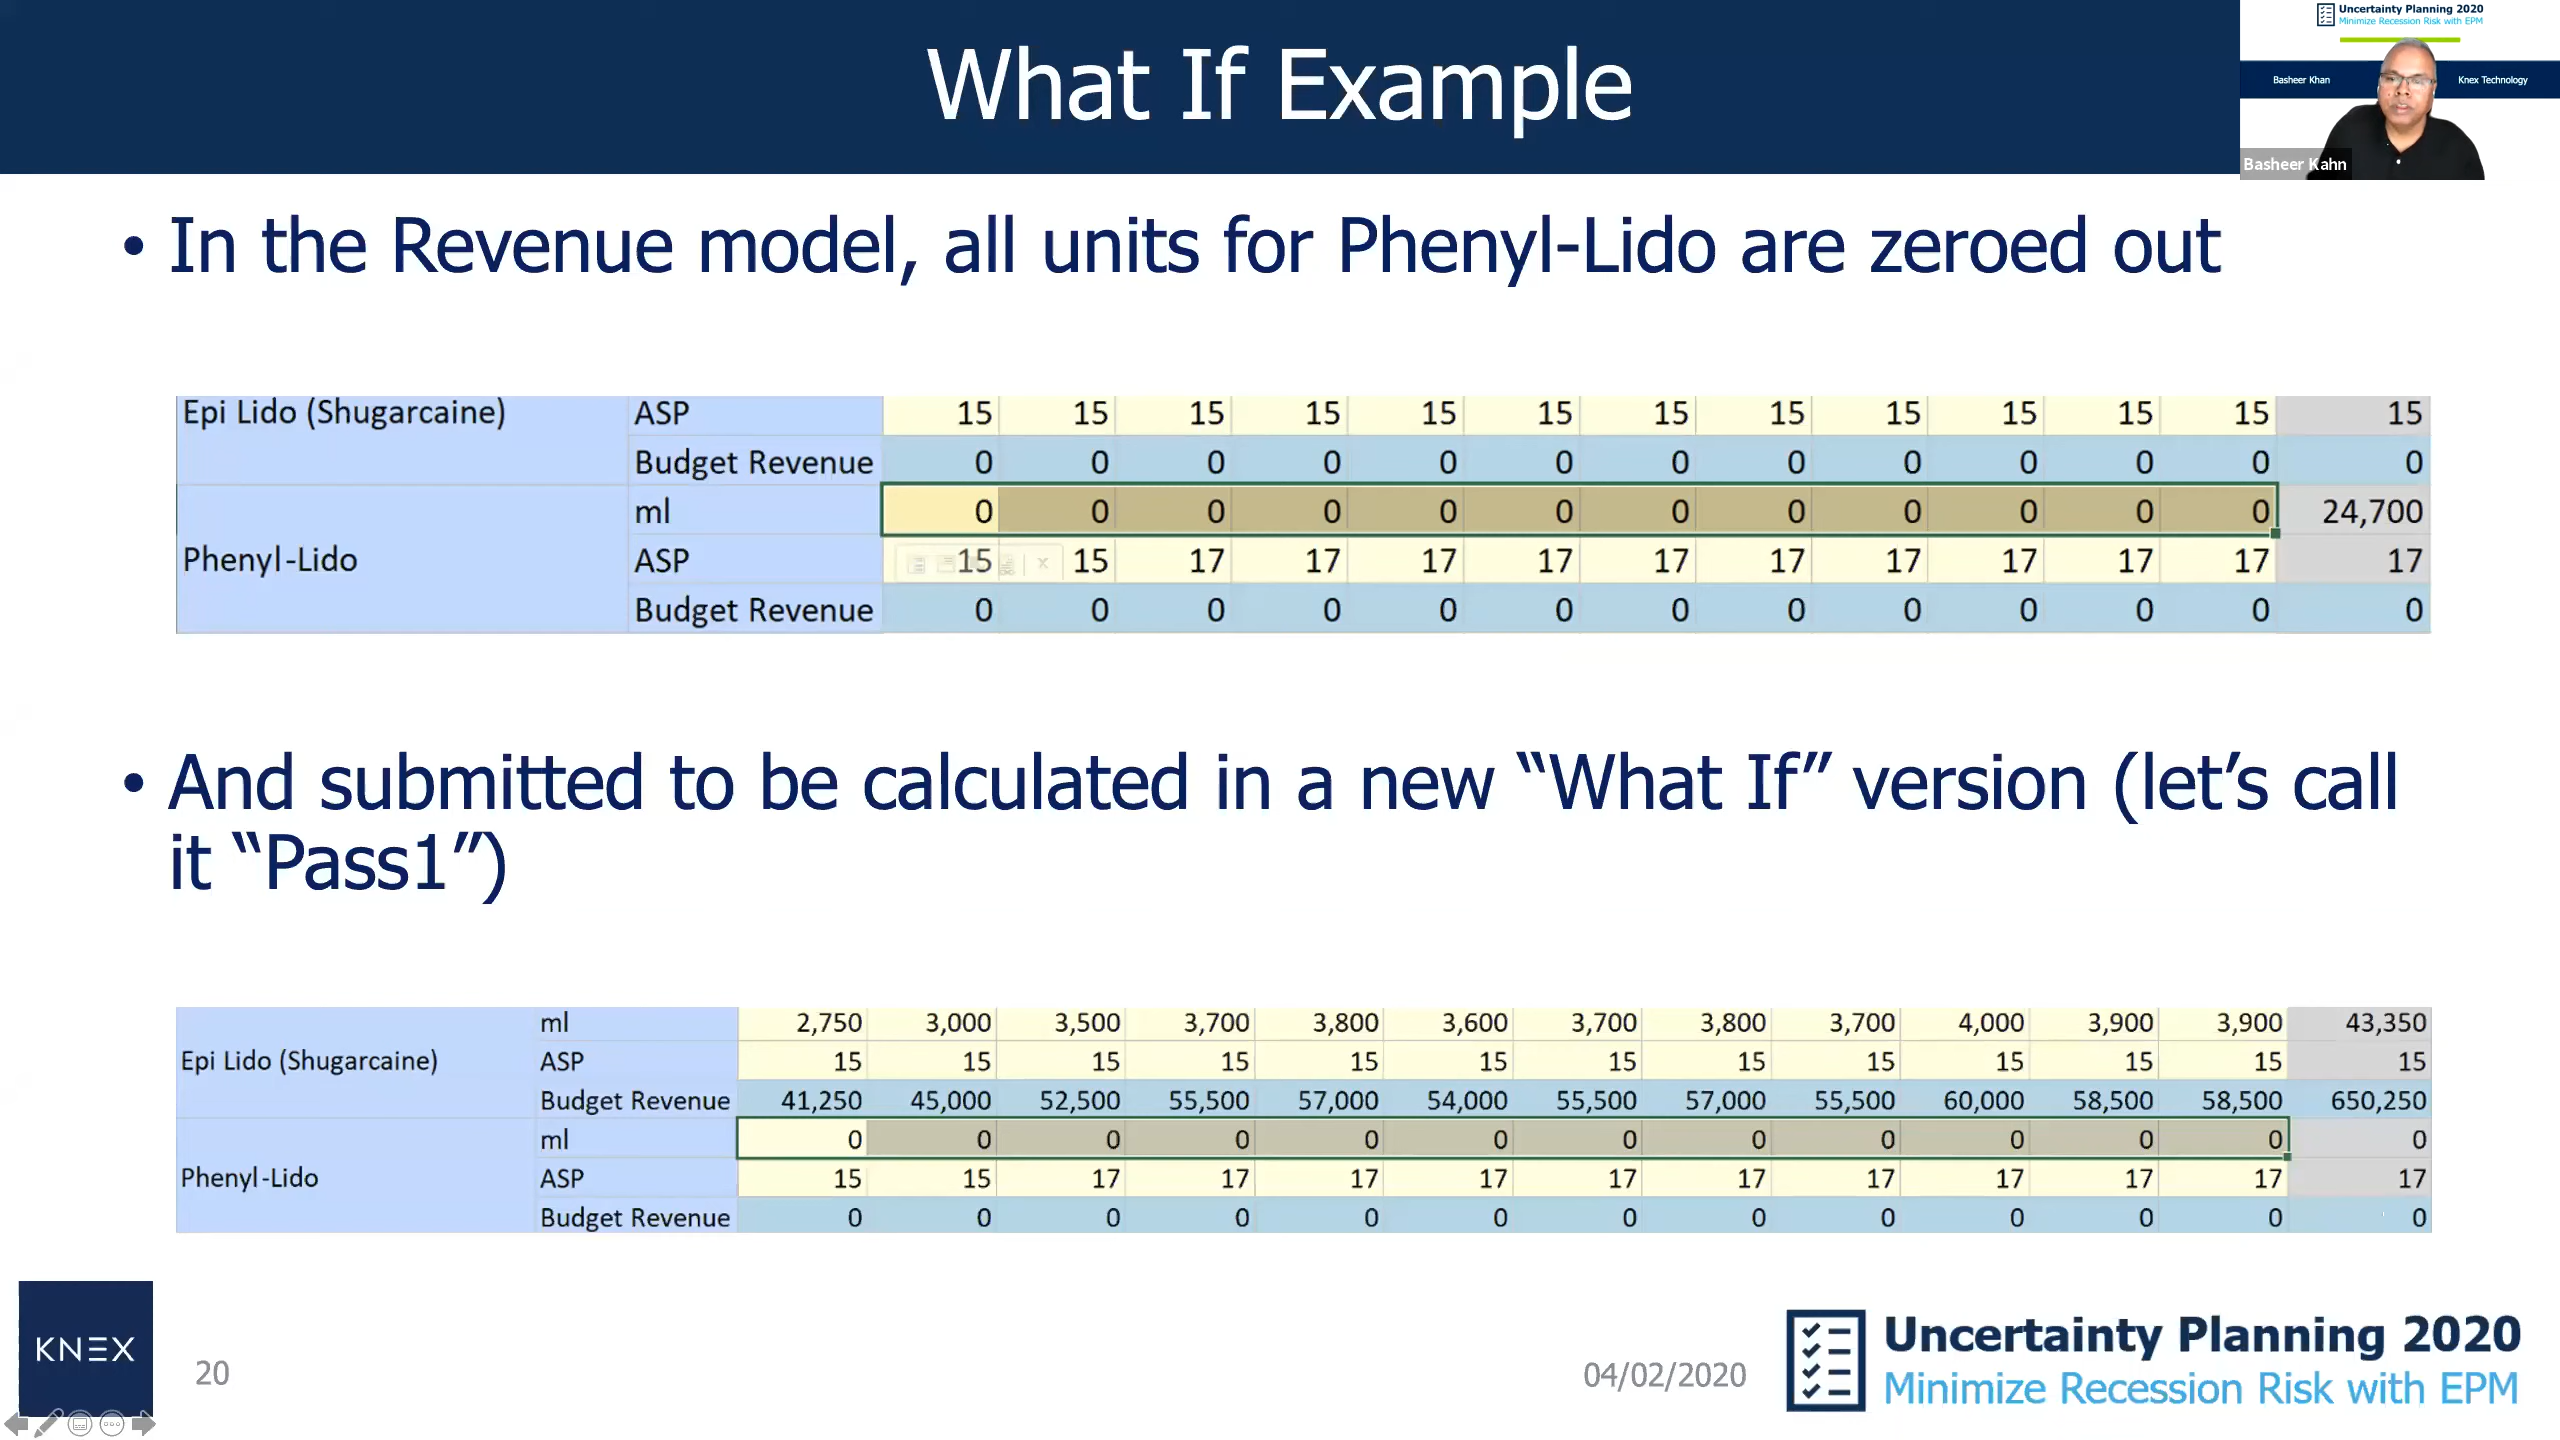 What If Example
Uncertainty Planning 2020
Minimize Recession Risk with EPM
Basheer Khan
Knex Technology
Basheer Kahn
• In the Revenue model, all units for Phenyl-Lido are zeroed out
Epi Lido (Shugarcaine) ASP 15 15 15 15 15 15 15 15 15 15 15 15 15
Budget Revenue 0 0 0 0 0 0 0 0 0 0 0 0 0
ml 0 0 0 0 0 0 0 0 0 0 0 0 24,700
Phenyl-Lido ASP 15 15 17 17 17 17 17 17 17 17 17 17 17
Budget Revenue 0 0 0 0 0 0 0 0 0 0 0 0 0
• And submitted to be calculated in a new “What If” version (let’s call
it “Pass1”)
ml 2,750 3,000 3,500 3,700 3,800 3,600 3,700 3,800 3,700 4,000 3,900 3,900 43,350
Epi Lido (Shugarcaine) ASP 15 15 15 15 15 15 15 15 15 15 15 15 15
Budget Revenue 41,250 45,000 52,500 55,500 57,000 54,000 55,500 57,000 55,500 60,000 58,500 58,500 650,250
ml 0 0 0 0 0 0 0 0 0 0 0 0 0
Phenyl-Lido ASP 15 15 17 17 17 17 17 17 17 17 17 17 17
Budget Revenue 0 0 0 0 0 0 0 0 0 0 0 0 0
KNEX
20
04/02/2020
Uncertainty Planning 2020
Minimize Recession Risk with EPM